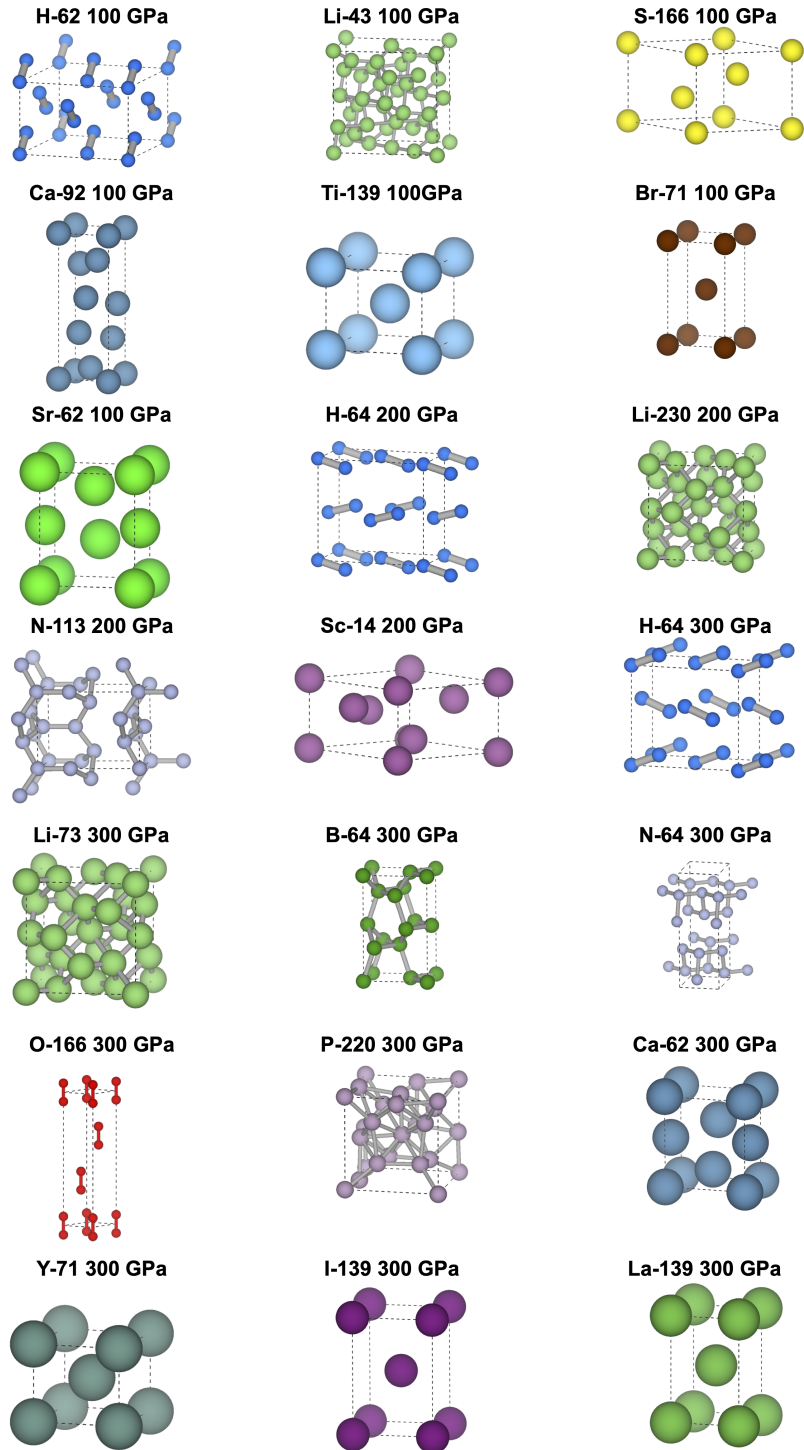 H-62 100 GPa
Li-43 100 GPa
S-166 100 GPa
Ca-92 100 GPa
Ti-139 100GPa
Br-71 100 GPa
Sr-62 100 GPa
H-64 200 GPa
Li-230 200 GPa
N-113 200 GPa
Sc-14 200 GPa
H-64 300 GPa
Li-73 300 GPa
B-64 300 GPa
N-64 300 GPa
O-166 300 GPa
P-220 300 GPa
Ca-62 300 GPa
Y-71 300 GPa
I-139 300 GPa
La-139 300 GPa